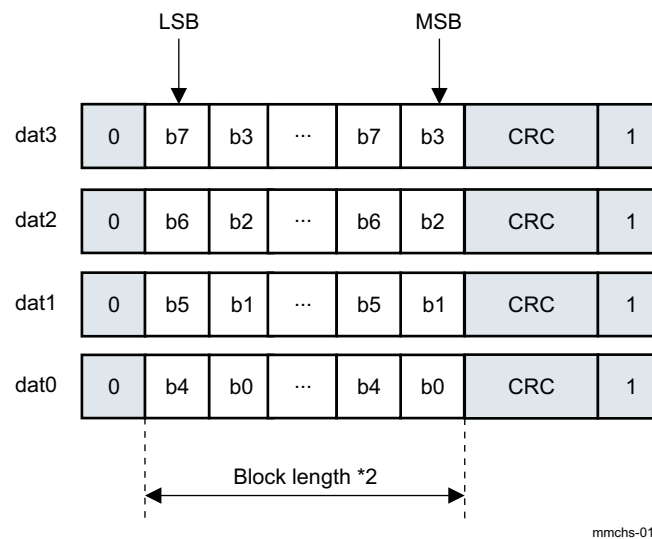 LSB MSB
dat3 0 b7 b3 ... b7 b3 CRC 1
dat2 0 b6 b2 ... b6 b2 CRC 1
dat1 0 b5 b1 ... b5 b1 CRC 1
dat0 0 b4 b0 ... b4 b0 CRC 1
Block length *2
mmchs-01